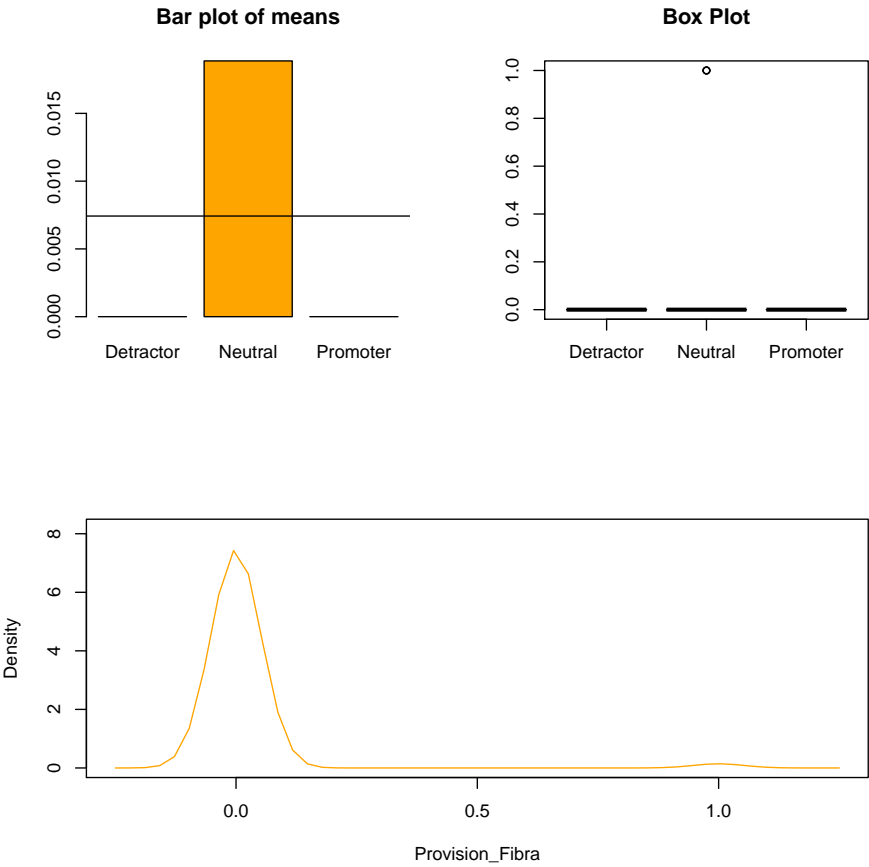 Bar plot of means
0.015
0.010
0.005
0.000
Detractor Neutral Promoter
Box Plot
1.0
0.8
0.6
0.4
0.2
0.0
Detractor Neutral Promoter
Density
8
6
4
2
0
0.0 0.5 1.0
Provision_Fibra